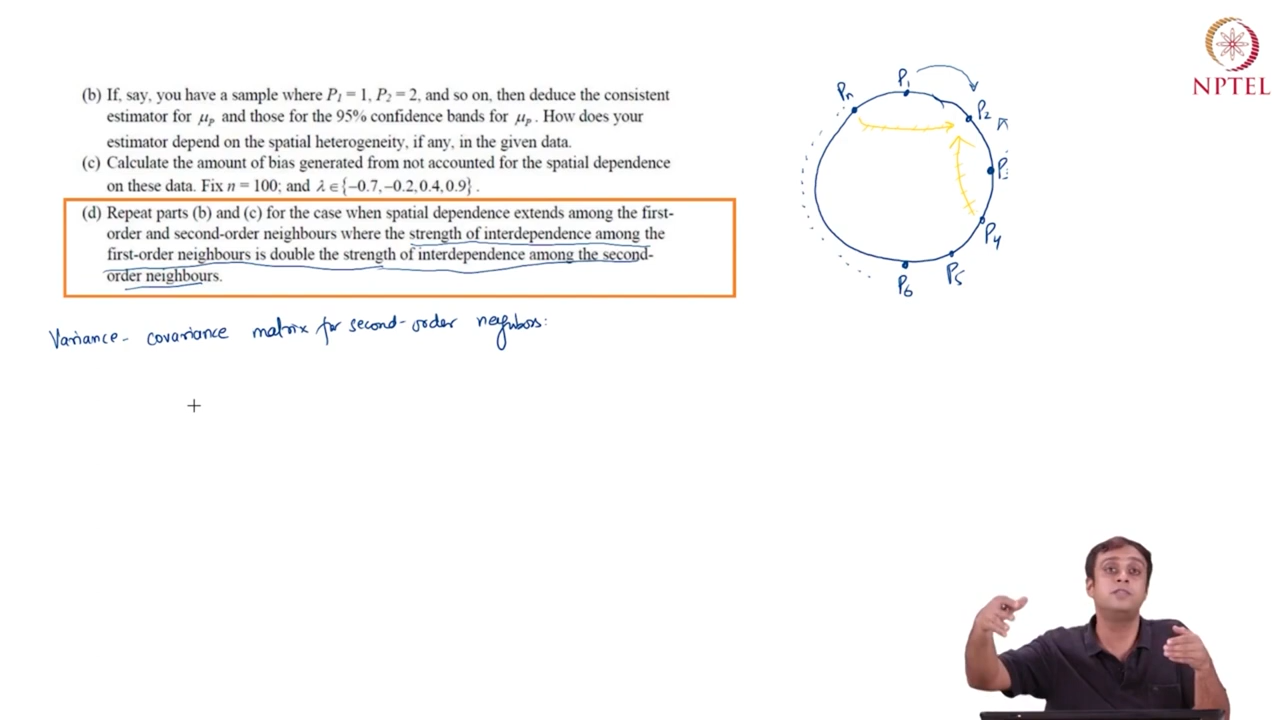 (b) If, say, you have a sample where P1 = 1, P2 = 2, and so on, then deduce the consistent
estimator for μp and those for the 95% confidence bands for μp. How does your
estimator depend on the spatial heterogeneity, if any, in the given data.
(c) Calculate the amount of bias generated from not accounted for the spatial dependence
on these data. Fix n = 100; and λ ∈ {−0.7, −0.2, 0.4, 0.9}.
(d) Repeat parts (b) and (c) for the case when spatial dependence extends among the first-
order and second-order neighbours where the strength of interdependence among the
first-order neighbours is double the strength of interdependence among the second-
order neighbours.
Variance - covariance matrix for second-order neighbors:
Pn
P1
P2
P3
P4
P5
P6
NPTEL